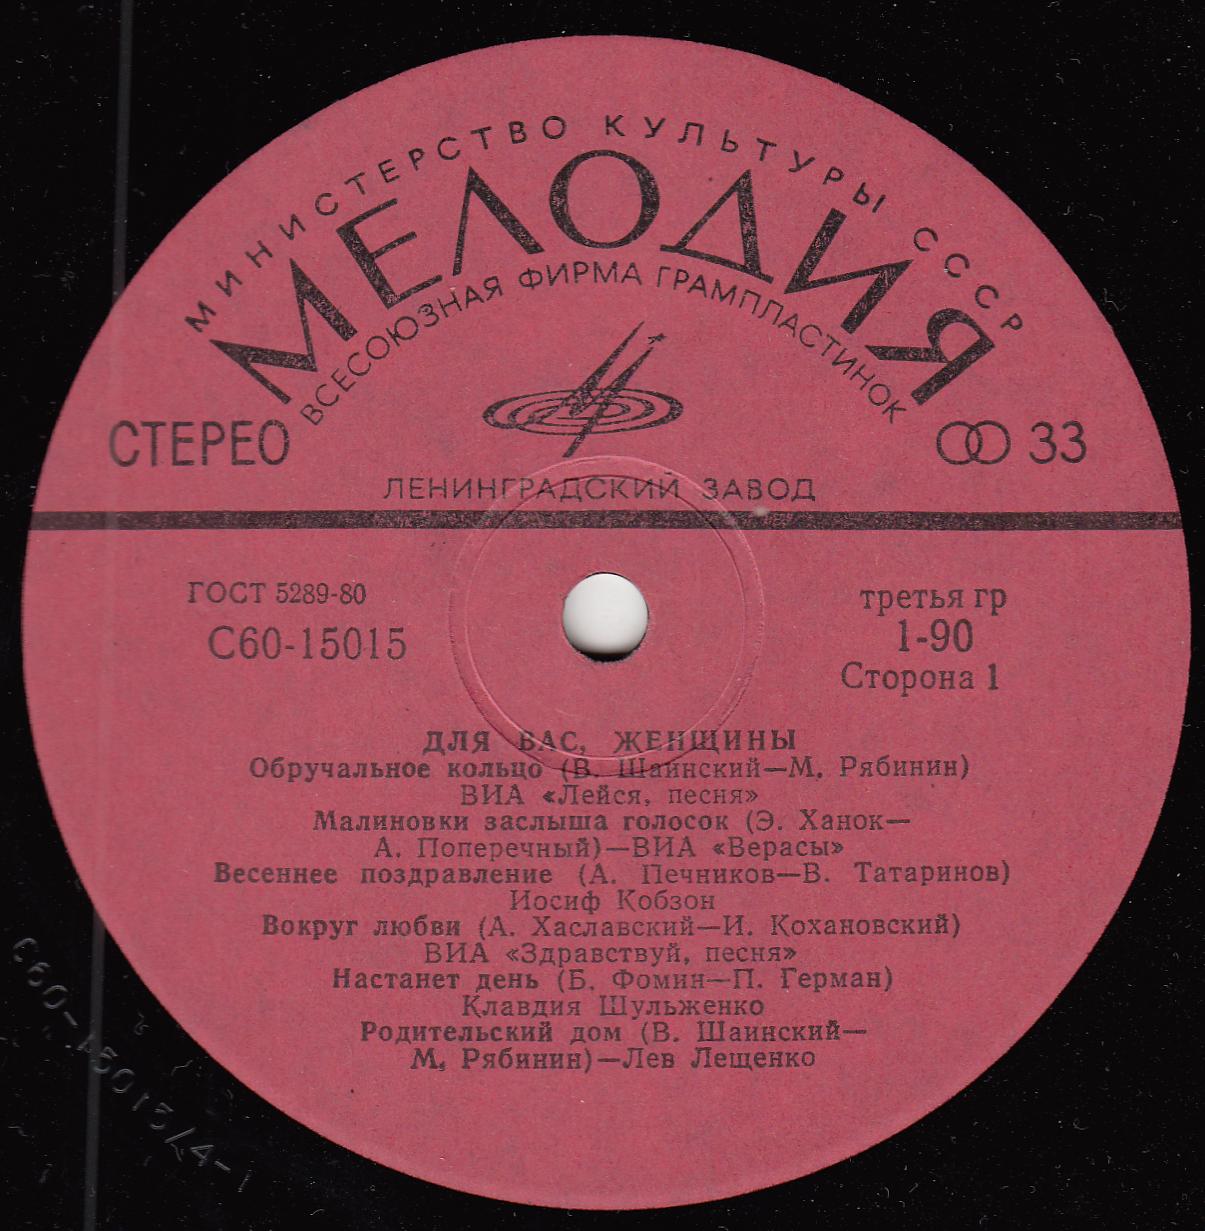 МИНИСТЕРСТВО КУЛЬТУРЫ СССР
МЕЛОДИЯ
ВСЕСОЮЗНАЯ ФИРМА ГРАМПЛАСТИНОК
СТЕРЕО
33
ЛЕНИНГРАДСКИЙ ЗАВОД
ГОСТ 5289-80
С60-15015
третья гр
1-90
Сторона 1
ДЛЯ ВАС, ЖЕНЩИНЫ
Обручальное кольцо (В. Шаинский—М. Рябинин)
ВИА «Лейся, песня»
Малиновки заслыша голосок (Э. Ханок—
А. Поперечный)—ВИА «Верасы»
Весеннее поздравление (А. Печников—В. Татаринов)
Иосиф Кобзон
Вокруг любви (А. Хаславский—И. Кохановский)
ВИА «Здравствуй, песня»
Настанет день (Б. Фомин—П. Герман)
Клавдия Шульженко
Родительский дом (В. Шаинский—
М. Рябинин)—Лев Лещенко